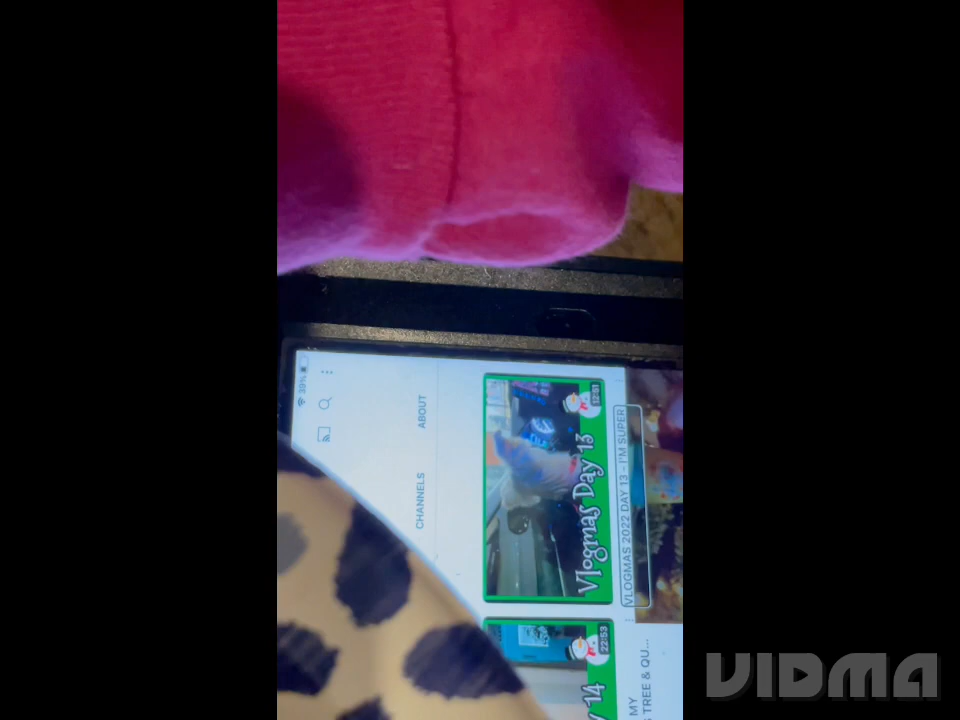 39%
ABOUT
CHANNELS
12:51
Vlogmas Day 13
VLOGMAS 2022 DAY 13 - I'M SUPER
22:53
14
MY
TREE & QU...
VIDMA